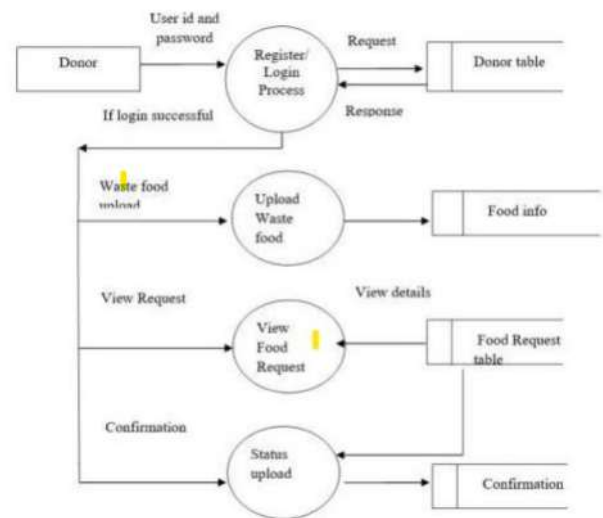 User id and
password
Donor
Register/
Login
Process
Request
Donor table
Response
If login successful
Waste food
upload
Upload
Waste
food
Food info
View Request
View details
View
Food
Request
Food Request
table
Confirmation
Status
upload
Confirmation